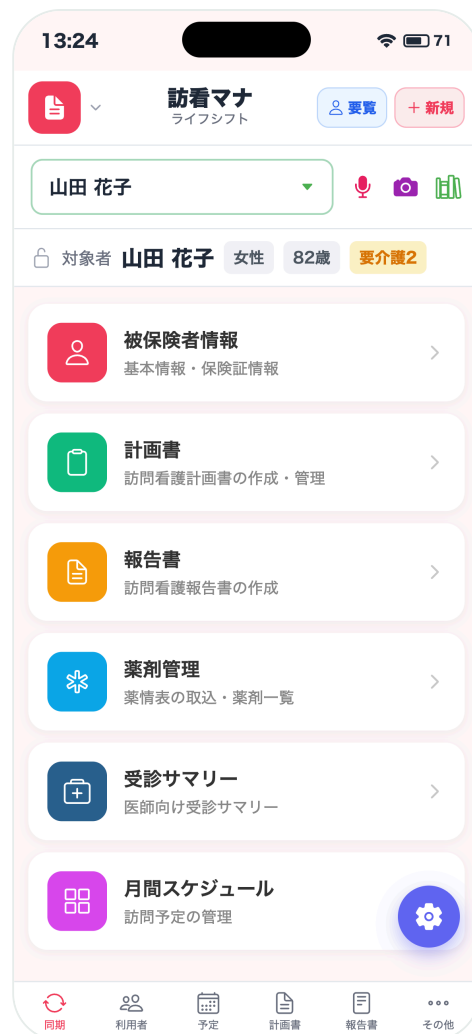 13:24
71
訪看マナ
ライフシフト
要覧
+ 新規
山田 花子
対象者 山田 花子 女性 82歳 要介護2
被保険者情報
基本情報・保険証情報
計画書
訪問看護計画書の作成・管理
報告書
訪問看護報告書の作成
薬剤管理
薬情表の取込・薬剤一覧
受診サマリー
医師向け受診サマリー
月間スケジュール
訪問予定の管理
同期 利用者 予定 計画書 報告書 その他